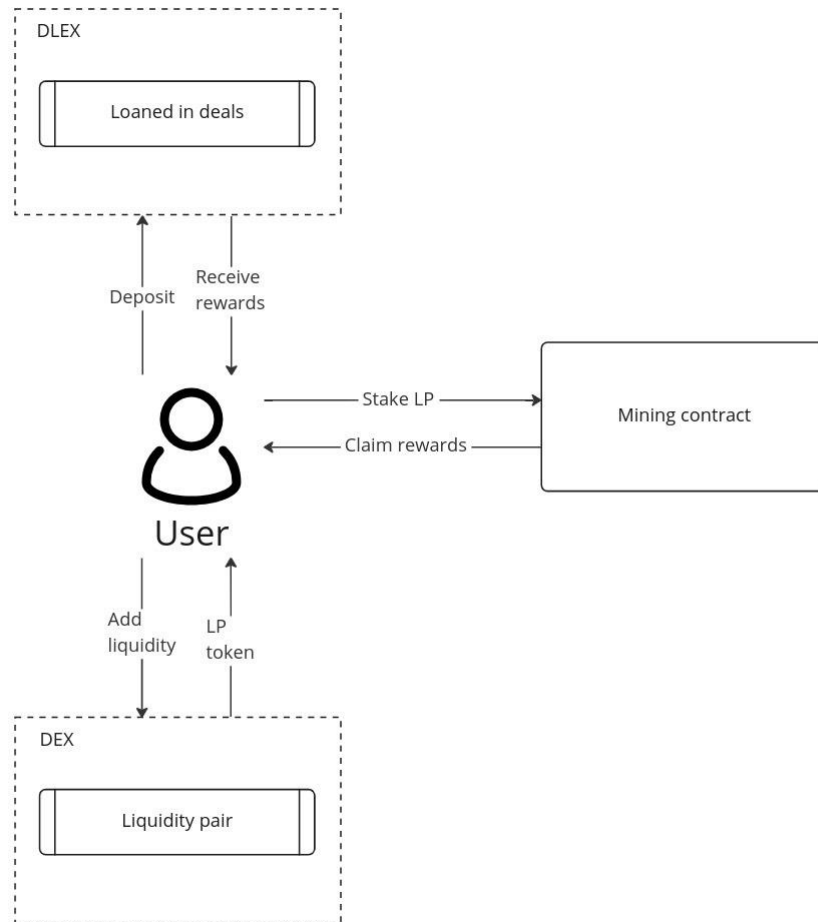 DLEX
Loaned in deals
Deposit
Receive
rewards
Stake LP
Claim rewards
Mining contract
User
Add
liquidity
LP
token
DEX
Liquidity pair